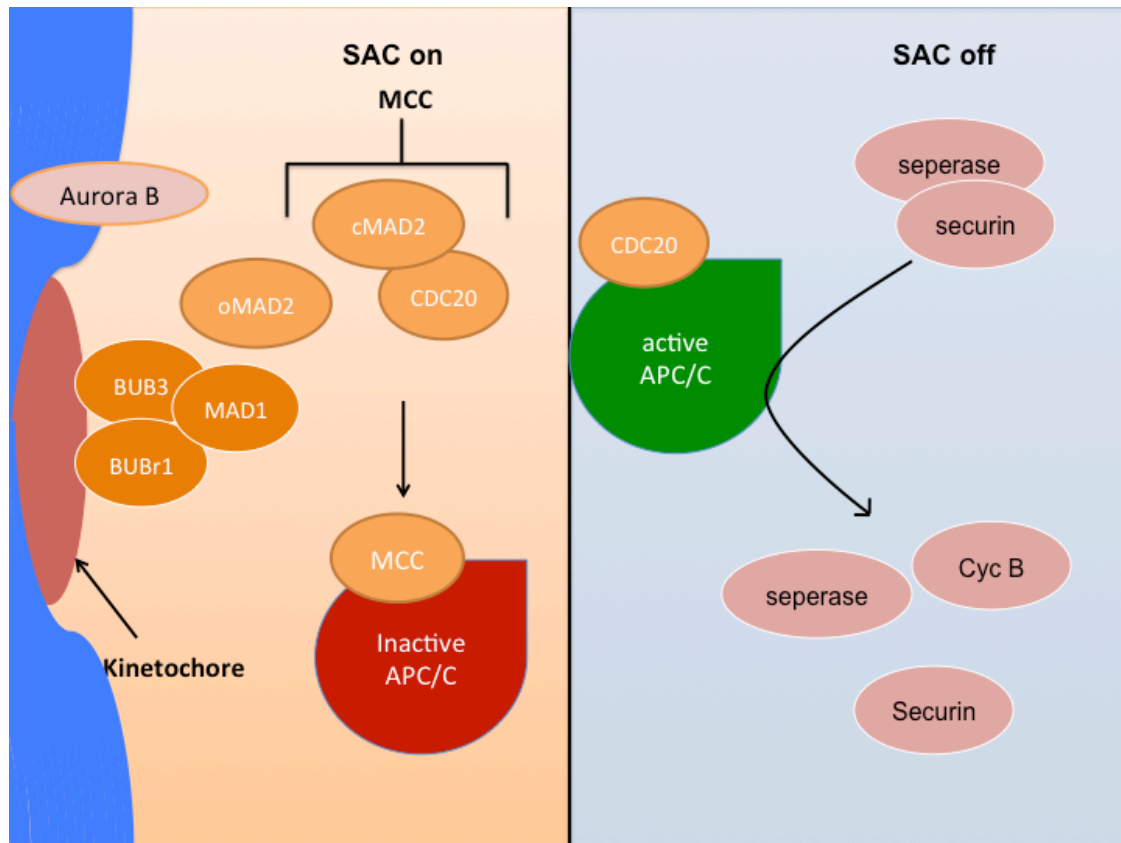 SAC on
MCC
Aurora B
cMAD2
CDC20
oMAD2
BUB3
MAD1
BUBr1
MCC
Inactive
APC/C
Kinetochore
SAC off
seperase
securin
CDC20
active
APC/C
Cyc B
seperase
Securin